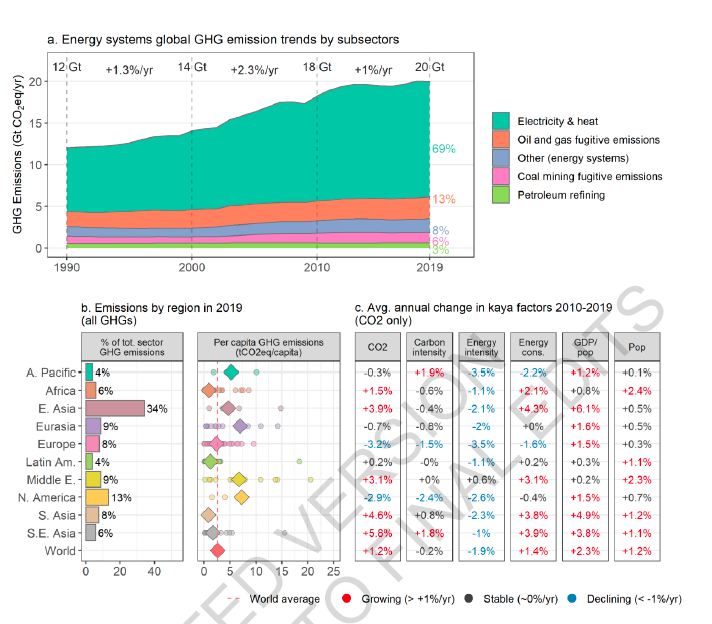 a. Energy systems global GHG emission trends by subsectors
12 Gt +1.3%/yr 14 Gt +2.3%/yr 18 Gt +1%/yr 20 Gt
GHG Emissions (Gt CO2eq/yr)
20
15
10
5
0
69%
13%
8%
6%
3%
1990 2000 2010 2019
Electricity & heat
Oil and gas fugitive emissions
Other (energy systems)
Coal mining fugitive emissions
Petroleum refining
b. Emissions by region in 2019
(all GHGs)
% of tot. sector
GHG emissions
Per capita GHG emissions
(tCO2eq/capita)
A. Pacific 4%
Africa 6%
E. Asia 34%
Eurasia 9%
Europe 8%
Latin Am. 4%
Middle E. 9%
N. America 13%
S. Asia 8%
S.E. Asia 6%
World
0 20 40
0 5 10 15 20 25
c. Avg. annual change in kaya factors 2010-2019
(CO2 only)
CO2 Carbon intensity Energy intensity Energy cons. GDP/pop Pop
-0.3% +1.9% -3.5% -2.2% +1.2% +0.1%
+1.5% -0.6% -1.1% +2.1% +0.8% +2.4%
+3.9% -0.4% -2.1% +4.3% +6.1% +0.5%
-0.7% -0.8% -2% +0% +1.6% +0.5%
-3.2% -1.5% -3.5% -1.6% +1.5% +0.3%
+0.2% -0% -1.1% +0.2% +0.3% +1.1%
+3.1% +0% +0.6% +3.1% +0.2% +2.3%
-2.9% -2.4% -2.6% -0.4% +1.5% +0.7%
+4.6% +0.8% -2.3% +3.8% +4.9% +1.2%
+5.8% +1.8% -1% +3.9% +3.8% +1.1%
+1.2% -0.2% -1.9% +1.4% +2.3% +1.2%
World average Growing (> +1%/yr) Stable (~0%/yr) Declining (< -1%/yr)
TED VERSION
TO FINAL EDITS